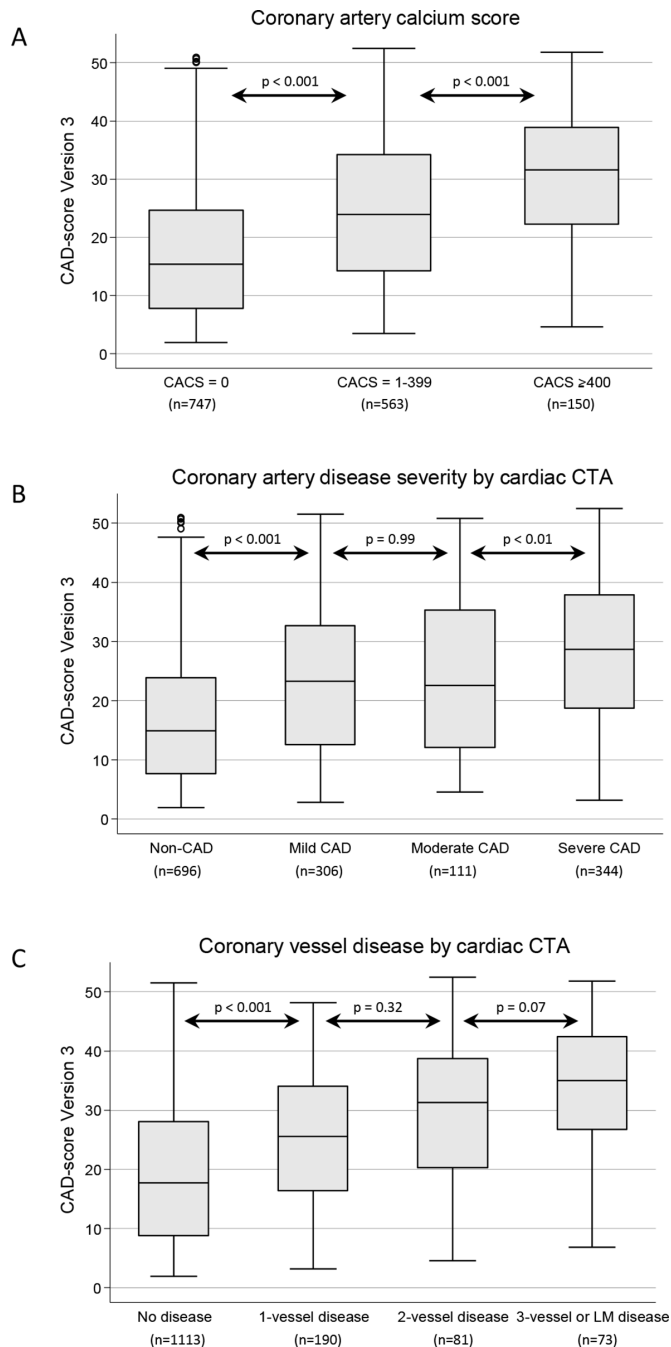 A
Coronary artery calcium score
CAD-score Version 3
50
40
30
20
10
0
p < 0.001
p < 0.001
CACS = 0
CACS = 1-399
CACS ≥400
(n=747)
(n=563)
(n=150)
B
Coronary artery disease severity by cardiac CTA
CAD-score Version 3
50
40
30
20
10
0
p < 0.001
p = 0.99
p < 0.01
Non-CAD
Mild CAD
Moderate CAD
Severe CAD
(n=696)
(n=306)
(n=111)
(n=344)
C
Coronary vessel disease by cardiac CTA
CAD-score Version 3
50
40
30
20
10
0
p < 0.001
p = 0.32
p = 0.07
No disease
1-vessel disease
2-vessel disease
3-vessel or LM disease
(n=1113)
(n=190)
(n=81)
(n=73)